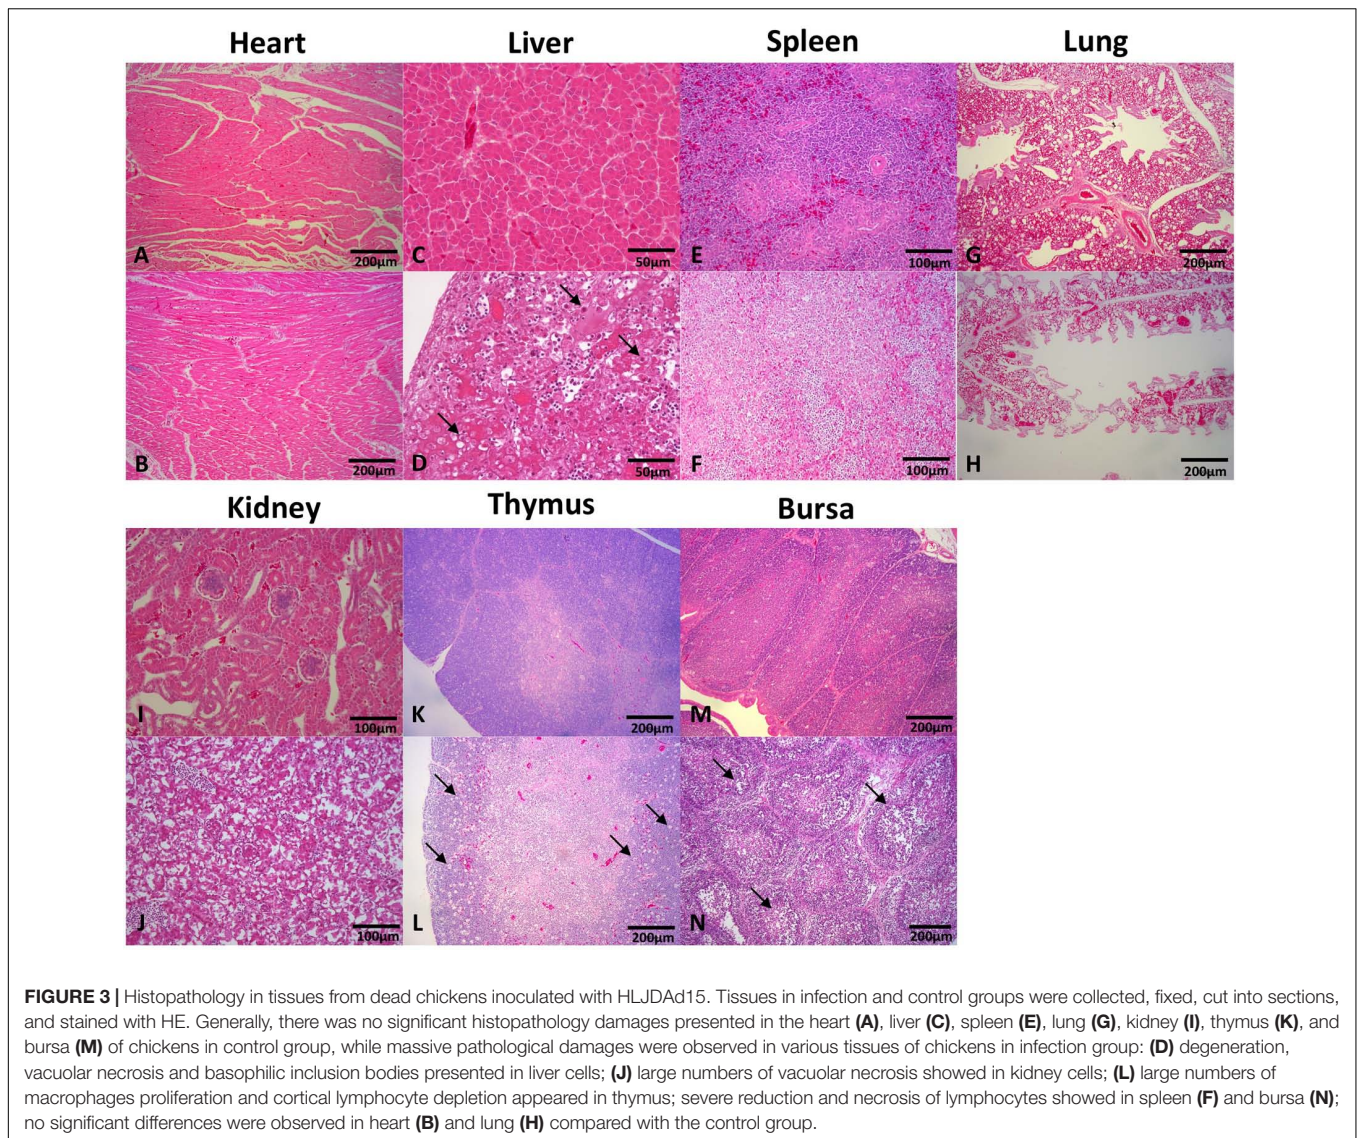 Heart Liver Spleen Lung
A 200µm C 50µm E 100µm G 200µm
B 200µm D 50µm F 100µm H 200µm
Kidney Thymus Bursa
I 100µm K 200µm M 200µm
J 100µm L 200µm N 200µm
FIGURE 3 | Histopathology in tissues from dead chickens inoculated with HLJDAd15. Tissues in infection and control groups were collected, fixed, cut into sections,
and stained with HE. Generally, there was no significant histopathology damages presented in the heart (A), liver (C), spleen (E), lung (G), kidney (I), thymus (K), and
bursa (M) of chickens in control group, while massive pathological damages were observed in various tissues of chickens in infection group: (D) degeneration,
vacuolar necrosis and basophilic inclusion bodies presented in liver cells; (J) large numbers of vacuolar necrosis showed in kidney cells; (L) large numbers of
macrophages proliferation and cortical lymphocyte depletion appeared in thymus; severe reduction and necrosis of lymphocytes showed in spleen (F) and bursa (N);
no significant differences were observed in heart (B) and lung (H) compared with the control group.